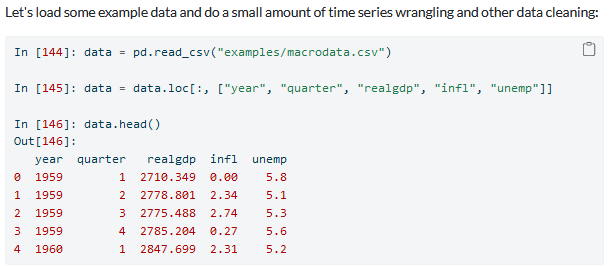 Let's load some example data and do a small amount of time series wrangling and other data cleaning:
In [144]: data = pd.read_csv("examples/macrodata.csv")
In [145]: data = data.loc[:, ["year", "quarter", "realgdp", "infl", "unemp"]]
In [146]: data.head()
Out[146]:
   year  quarter   realgdp  infl  unemp
0  1959        1  2710.349  0.00    5.8
1  1959        2  2778.801  2.34    5.1
2  1959        3  2775.488  2.74    5.3
3  1959        4  2785.204  0.27    5.6
4  1960        1  2847.699  2.31    5.2